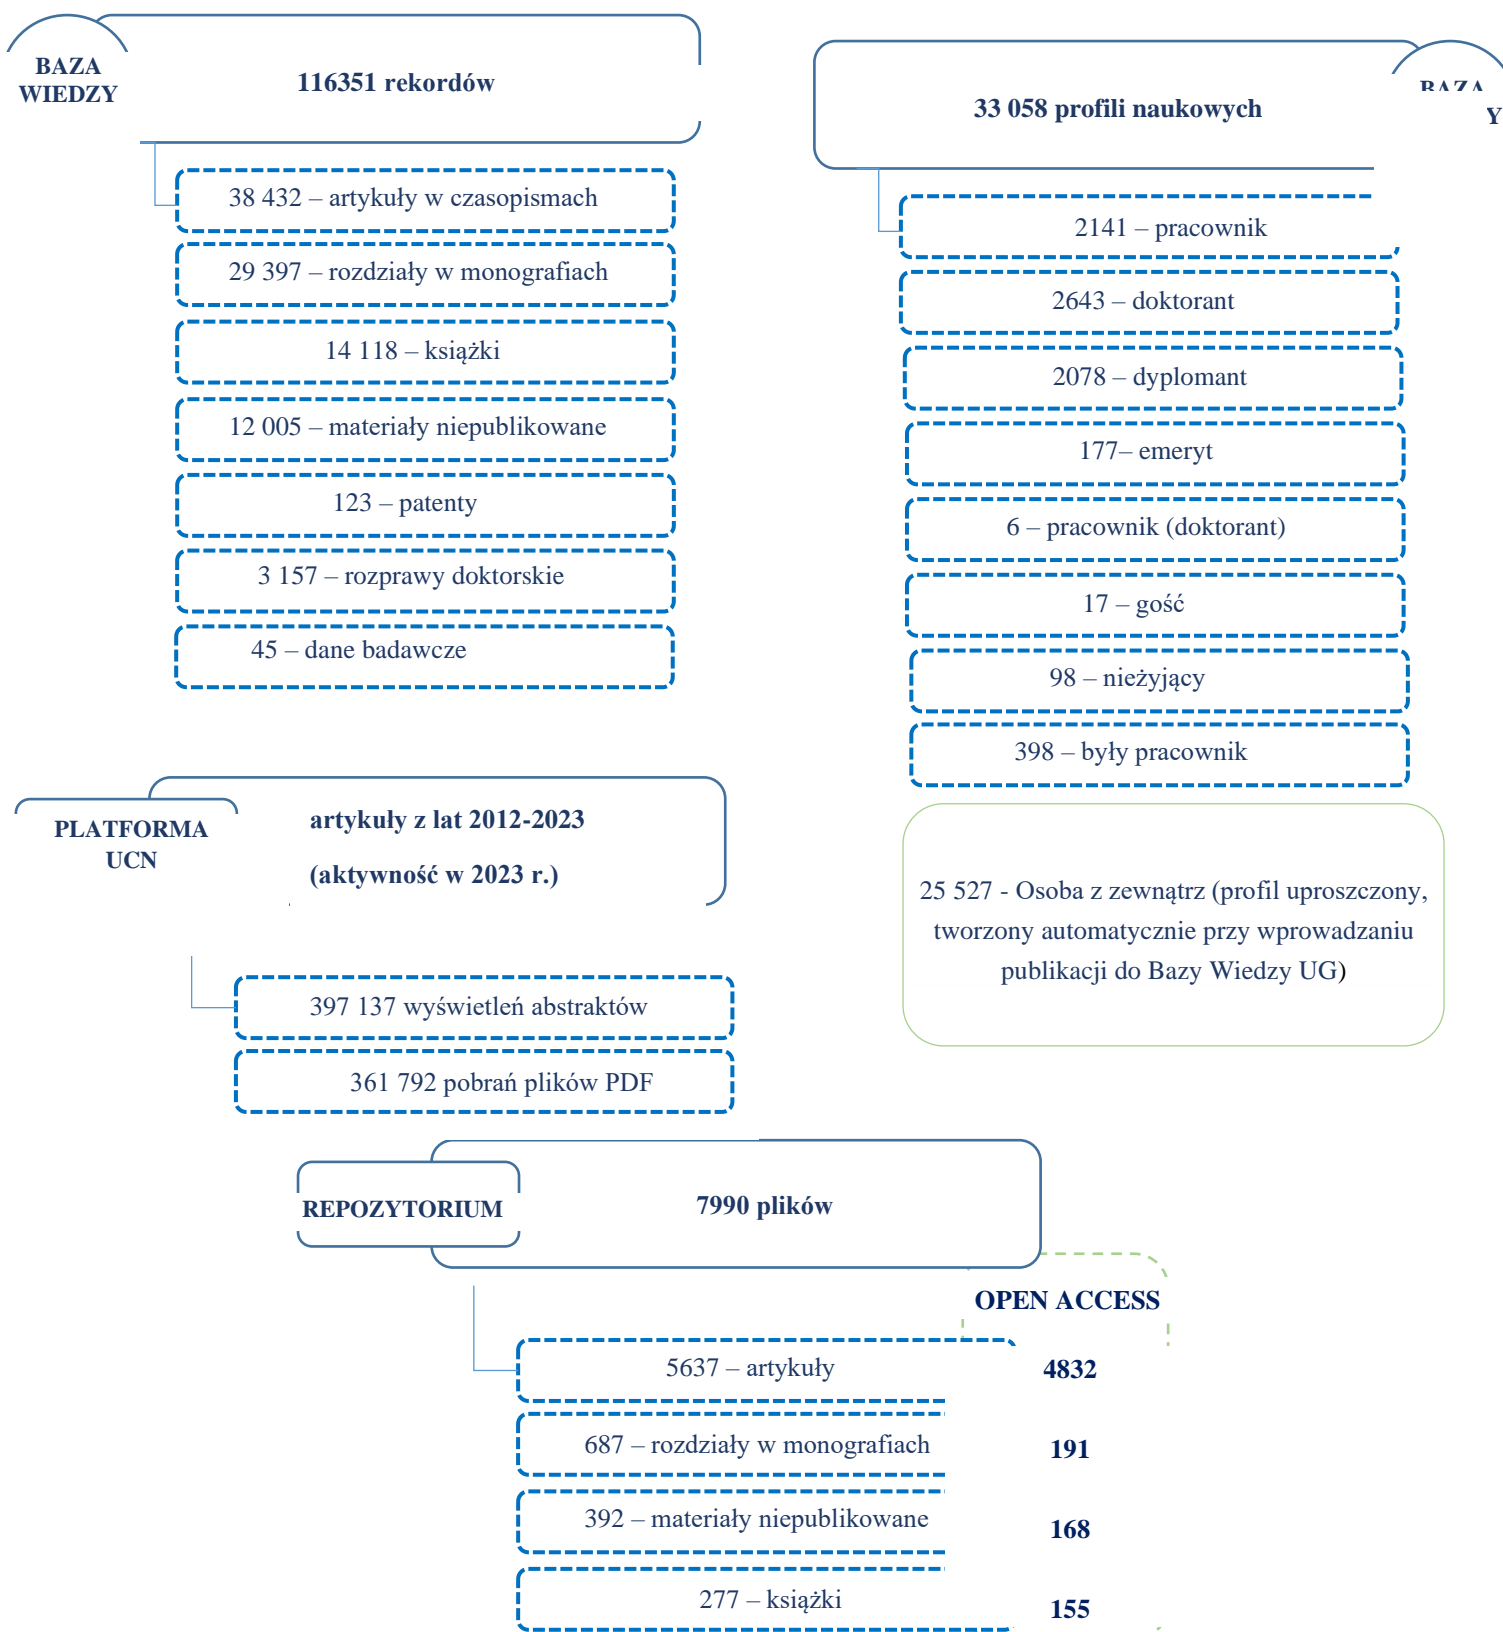 BAZA
WIEDZY
116351 rekordów
38 432 – artykuły w czasopismach
29 397 – rozdziały w monografiach
14 118 – książki
12 005 – materiały niepublikowane
123 – patenty
3 157 – rozprawy doktorskie
45 – dane badawcze
BAZA
Y
33 058 profili naukowych
2141 – pracownik
2643 – doktorant
2078 – dyplomant
177– emeryt
6 – pracownik (doktorant)
17 – gość
98 – nieżyjący
398 – były pracownik
25 527 - Osoba z zewnątrz (profil uproszczony,
tworzony automatycznie przy wprowadzaniu
publikacji do Bazy Wiedzy UG)
PLATFORMA
UCN
artykuły z lat 2012-2023
(aktywność w 2023 r.)
397 137 wyświetleń abstraktów
361 792 pobrań plików PDF
REPOZYTORIUM
7990 plików
OPEN ACCESS
5637 – artykuły
4832
687 – rozdziały w monografiach
191
392 – materiały niepublikowane
168
277 – książki
155